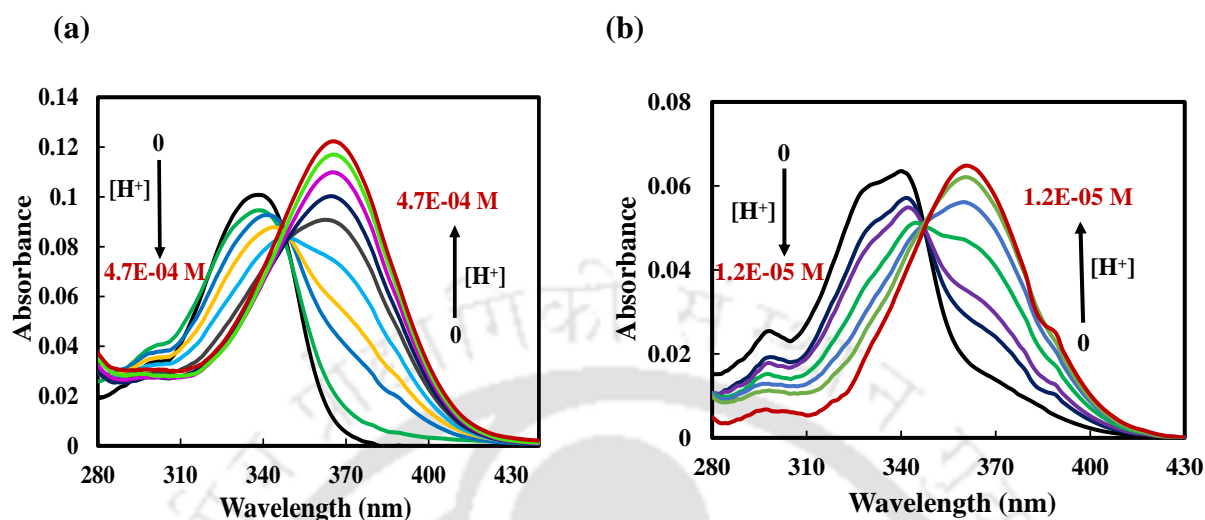 (a)
(b)
0.14
0.12
0.1
0.08
0.06
0.04
0.02
0
280 310 340 370 400 430
Absorbance
Wavelength (nm)
0
[H⁺]
4.7E-04 M
4.7E-04 M
[H⁺]
0
0.08
0.06
0.04
0.02
0
280 310 340 370 400 430
Absorbance
Wavelength (nm)
0
[H⁺]
1.2E-05 M
1.2E-05 M
[H⁺]
0